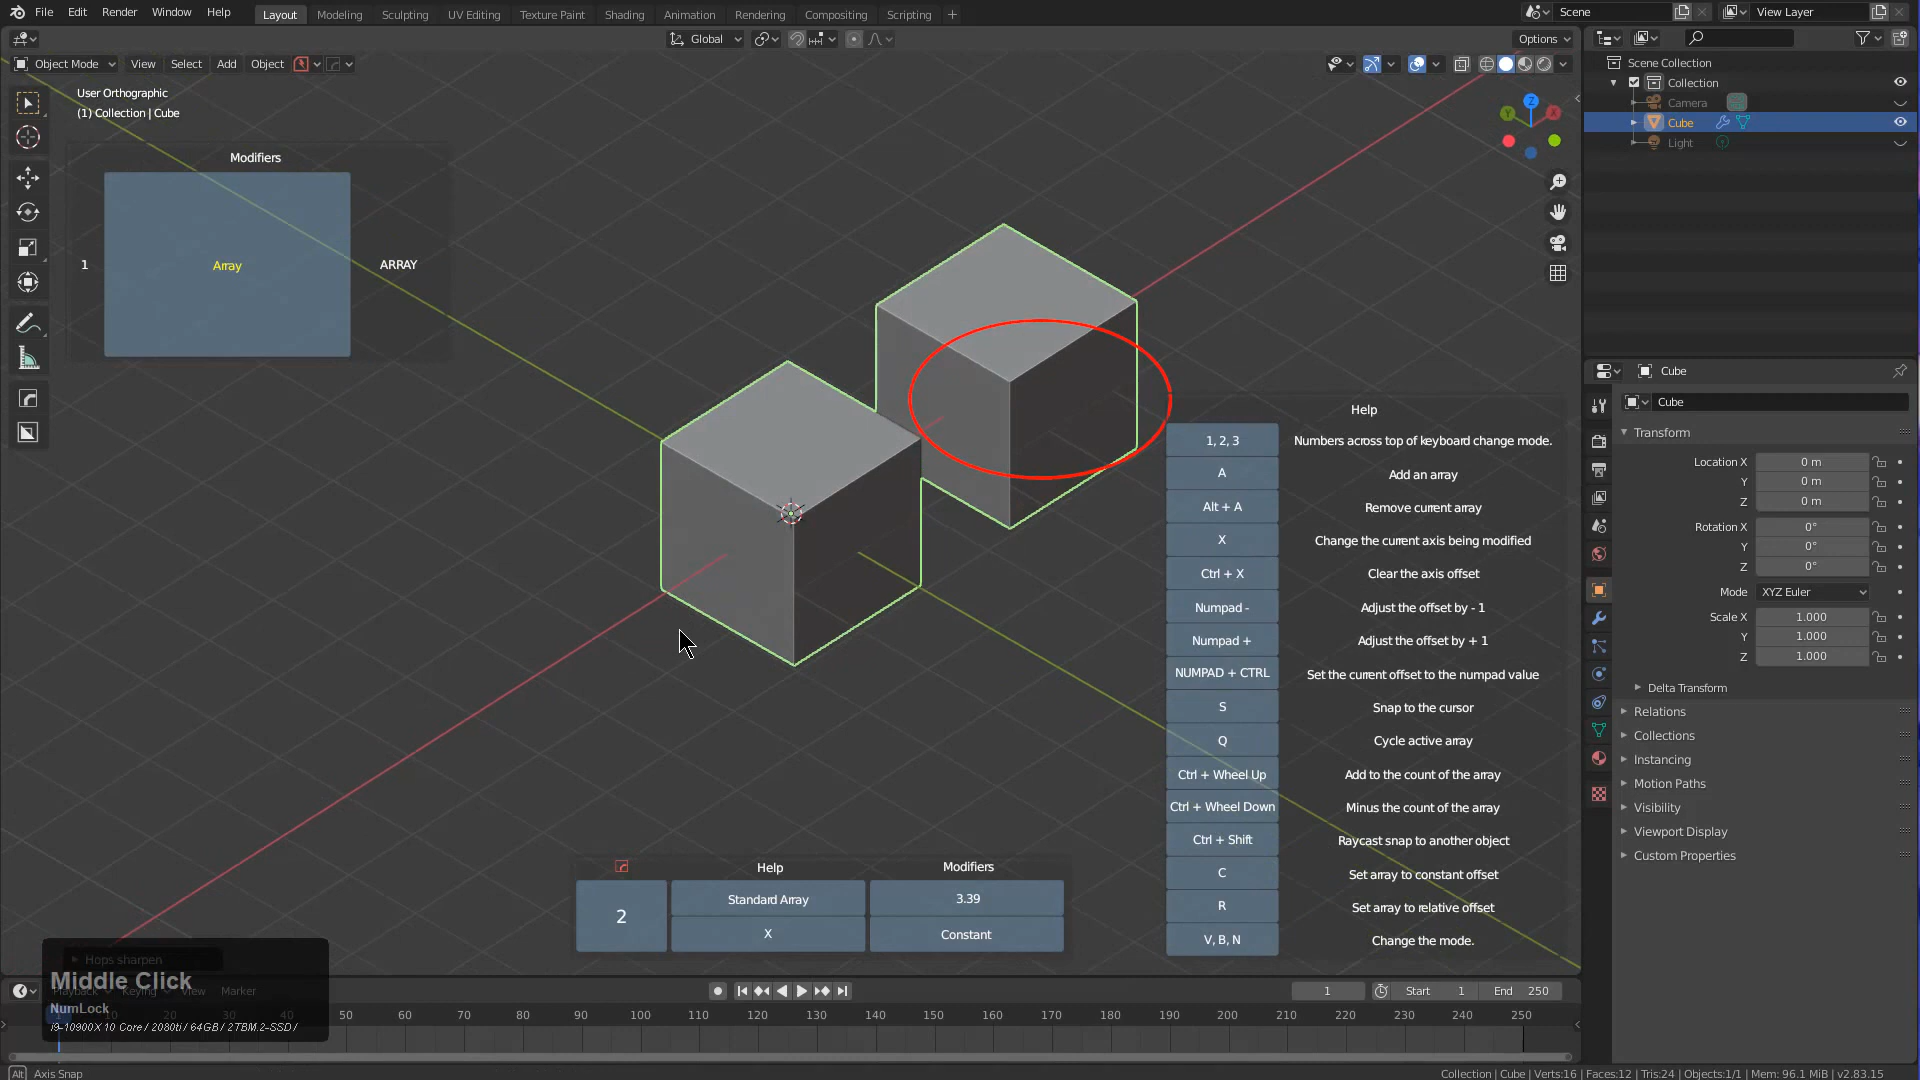 File Edit Render Window Help Layout Modeling Sculpting UV Editing Texture Paint Shading Animation Rendering Compositing Scripting + Scene View Layer
Global Options
Object Mode View Select Add Object
User Orthographic
(1) Collection | Cube
Modifiers
1 Array ARRAY
Z
Y
X
Help
1, 2, 3 Numbers across top of keyboard change mode.
A Add an array
Alt + A Remove current array
X Change the current axis being modified
Ctrl + X Clear the axis offset
Numpad - Adjust the offset by - 1
Numpad + Adjust the offset by + 1
NUMPAD + CTRL Set the current offset to the numpad value
S Snap to the cursor
Q Cycle active array
Ctrl + Wheel Up Add to the count of the array
Ctrl + Wheel Down Minus the count of the array
Ctrl + Shift Raycast snap to another object
C Set array to constant offset
R Set array to relative offset
V, B, N Change the mode.
Help Modifiers
2 Standard Array 3.39
X Constant
Hops sharpen
Middle Click
NumLock
i9-10900X 10 Core / 2080ti / 64GB / 2TBM.2-SSD /
Playback Keying View Marker
1 Start 1 End 250
1 10 20 30 40 50 60 70 80 90 100 110 120 130 140 150 160 170 180 190 200 210 220 230 240 250
Alt Axis Snap
Collection | Cube | Verts:16 | Faces:12 | Tris:24 | Objects:1/1 | Mem: 96.1 MiB | v2.83.15
Scene Collection
Collection
Camera
Cube
Light
Cube
Cube
Transform
Location X 0 m
Y 0 m
Z 0 m
Rotation X 0°
Y 0°
Z 0°
Mode XYZ Euler
Scale X 1.000
Y 1.000
Z 1.000
Delta Transform
Relations
Collections
Instancing
Motion Paths
Visibility
Viewport Display
Custom Properties